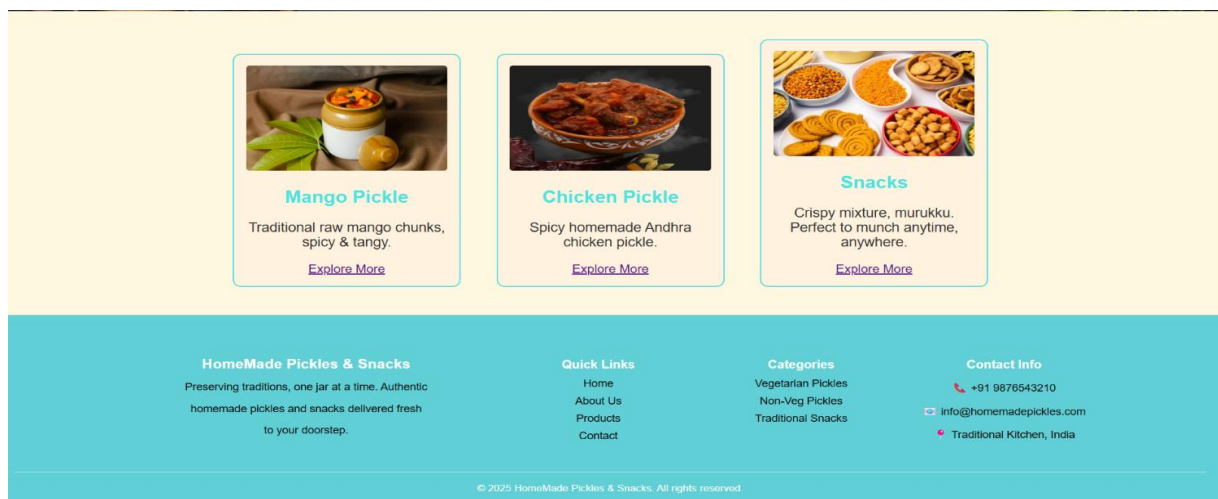 Mango Pickle
Traditional raw mango chunks,
spicy & tangy.
Explore More
Chicken Pickle
Spicy homemade Andhra
chicken pickle.
Explore More
Snacks
Crispy mixture, murukku.
Perfect to munch anytime,
anywhere.
Explore More
HomeMade Pickles & Snacks
Preserving traditions, one jar at a time. Authentic
homemade pickles and snacks delivered fresh
to your doorstep.
Quick Links
Home
About Us
Products
Contact
Categories
Vegetarian Pickles
Non-Veg Pickles
Traditional Snacks
Contact Info
+91 9876543210
info@homemadepickles.com
Traditional Kitchen, India
© 2025 HomeMade Pickles & Snacks. All rights reserved.